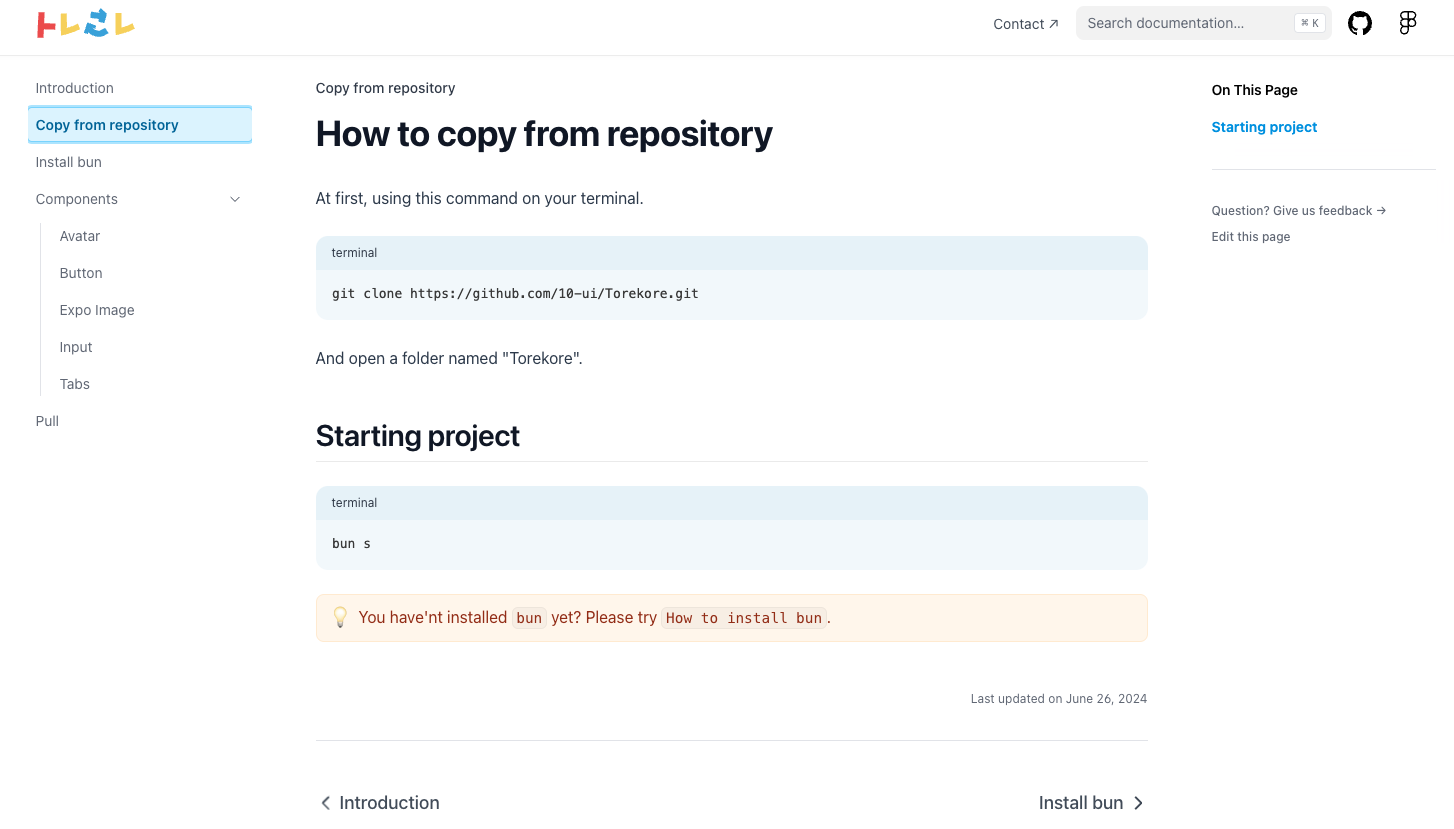 トレコレ
Contact ↗
Search documentation…
⌘ K
Introduction
Copy from repository
Install bun
Components
Avatar
Button
Expo Image
Input
Tabs
Pull
Copy from repository
How to copy from repository
At first, using this command on your terminal.
terminal
git clone https://github.com/10-ui/Torekore.git
And open a folder named "Torekore".
Starting project
terminal
bun s
💡 You have'nt installed bun yet? Please try How to install bun.
Last updated on June 26, 2024
Introduction
Install bun
On This Page
Starting project
Question? Give us feedback →
Edit this page